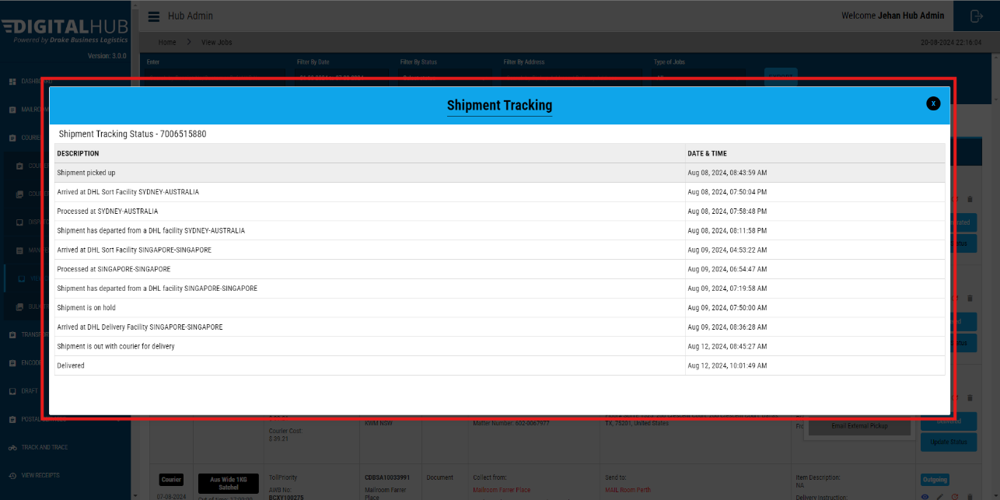 Hub Admin
Welcome Jehan Hub Admin
DIGITALHUB
Powered by Droke Business Logistics
Version: 3.0.0
Home > View Jobs
20-09-2024 22:16:04
Enter
Filter By Date
Filter By Status
Filter By Address
Type of Jobs
DASHBOARD
Shipment Tracking
X
Shipment Tracking Status - 7006515880
DESCRIPTION DATE & TIME
Shipment picked up Aug 08, 2024, 08:43:59 AM
Arrived at DHL Sort Facility SYDNEY-AUSTRALIA Aug 08, 2024, 07:50:04 PM
Processed at SYDNEY-AUSTRALIA Aug 08, 2024, 07:58:48 PM
Shipment has departed from a DHL facility SYDNEY-AUSTRALIA Aug 08, 2024, 08:11:58 PM
Arrived at DHL Sort Facility SINGAPORE-SINGAPORE Aug 09, 2024, 04:53:22 AM
Processed at SINGAPORE-SINGAPORE Aug 09, 2024, 06:54:47 AM
Shipment has departed from a DHL facility SINGAPORE-SINGAPORE Aug 09, 2024, 07:19:58 AM
Shipment is on hold Aug 09, 2024, 07:50:00 AM
Arrived at DHL Delivery Facility SINGAPORE-SINGAPORE Aug 09, 2024, 08:36:28 AM
Shipment is out with courier for delivery Aug 12, 2024, 08:45:27 AM
Delivered Aug 12, 2024, 10:01:49 AM
MAILROOM
COURIER
DRAFT
TRACK AND TRACE
VIEW RECEIPTS
KWM NSW
Matter Number: 602-0067977
TX, 75201, United States
Email External Pickup
Courier Cost:
$ 39.21
Update Status
Courier
07-08-2024
Aus Wide 1KG
Satchel
TollPriority
AWB.No:
BCXY100275
CDBSA10033991
Mailroom Farrer
Place
Document
Collect from:
Mailroom Farrer Place
Send to:
MAIL Room Perth
Item Description:
NA
Delivery Instruction:
Outgoing